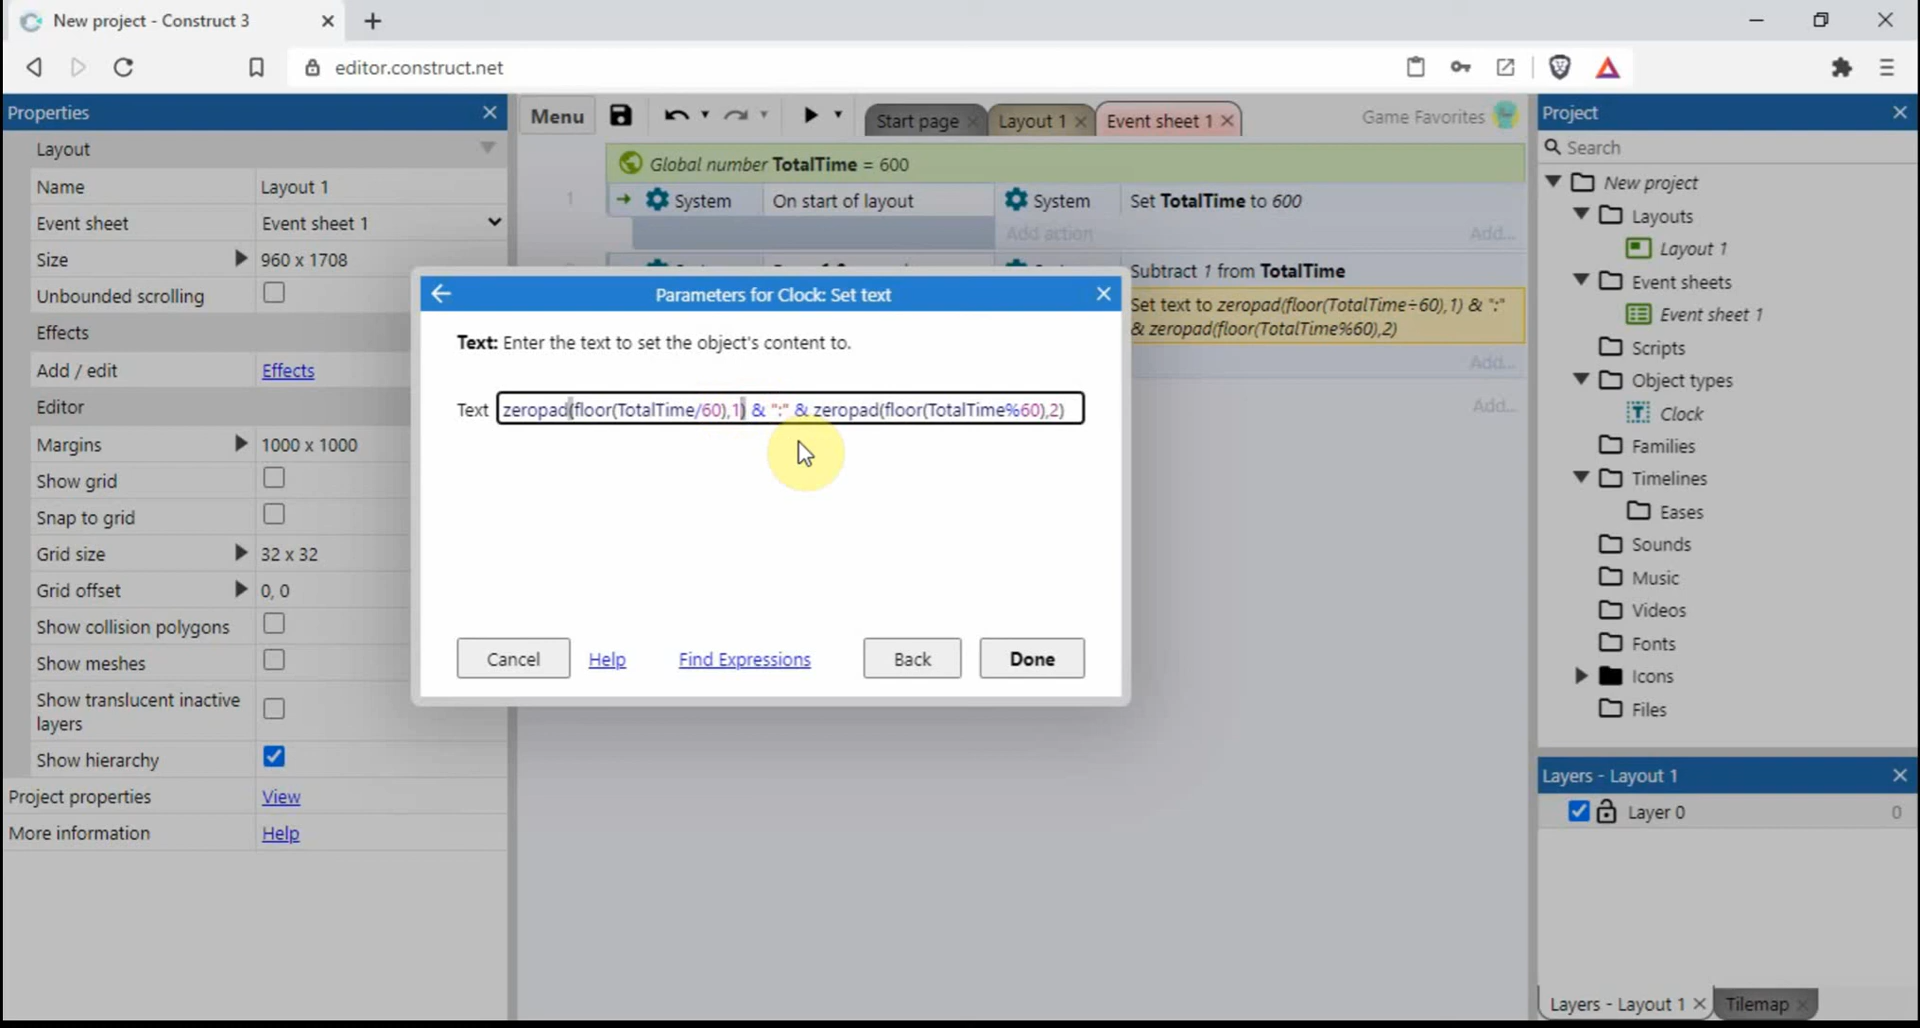 New project - Construct 3
editor.construct.net
Properties
Layout
Name Layout 1
Event sheet Event sheet 1
Size 960 x 1708
Unbounded scrolling
Effects
Add / edit Effects
Editor
Margins 1000 x 1000
Show grid
Snap to grid
Grid size 32 x 32
Grid offset 0, 0
Show collision polygons
Show meshes
Show translucent inactive
layers
Show hierarchy
Project properties View
More information Help
Menu Start page Layout 1 Event sheet 1 Game Favorites
Global number TotalTime = 600
1 System On start of layout System Set TotalTime to 600
Add action Add...
Subtract 1 from TotalTime
Set text to zeropad(floor(TotalTime÷60),1) & ":"
& zeropad(floor(TotalTime%60),2)
Add...
Add...
Parameters for Clock: Set text
Text: Enter the text to set the object's content to.
Text zeropad(floor(TotalTime/60),1) & ":" & zeropad(floor(TotalTime%60),2)
Cancel Help Find Expressions Back Done
Project
Search
New project
Layouts
Layout 1
Event sheets
Event sheet 1
Scripts
Object types
Clock
Families
Timelines
Eases
Sounds
Music
Videos
Fonts
Icons
Files
Layers - Layout 1
Layer 0 0
Layers - Layout 1 Tilemap